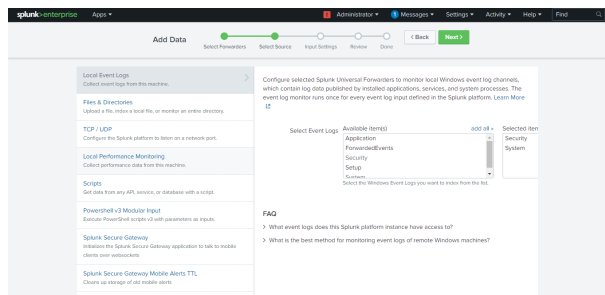 splunk>enterprise Apps ▾ ! Administrator ▾ 1 Messages ▾ Settings ▾ Activity ▾ Help ▾ Find
Add Data
Select Forwarders Select Source Input Settings Review Done
< Back Next >
Local Event Logs
Collect event logs from this machine.
Files & Directories
Upload a file, index a local file, or monitor an entire directory.
TCP / UDP
Configure the Splunk platform to listen on a network port.
Local Performance Monitoring
Collect performance data from this machine.
Scripts
Get data from any API, service, or database with a script.
Powershell v3 Modular Input
Execute PowerShell scripts v3 with parameters as inputs.
Splunk Secure Gateway
Initializes the Splunk Secure Gateway application to talk to mobile
clients over websockets
Splunk Secure Gateway Mobile Alerts TTL
Cleans up storage of old mobile alerts
Configure selected Splunk Universal Forwarders to monitor local Windows event log channels,
which contain log data published by installed applications, services, and system processes. The
event log monitor runs once for every event log input defined in the Splunk platform. Learn More
Select Event Logs
Available item(s) add all »
Application
ForwardedEvents
Security
Setup
System
Selected item
Security
System
Select the Windows Event Logs you want to index from the list.
FAQ
> What event logs does this Splunk platform instance have access to?
> What is the best method for monitoring event logs of remote Windows machines?